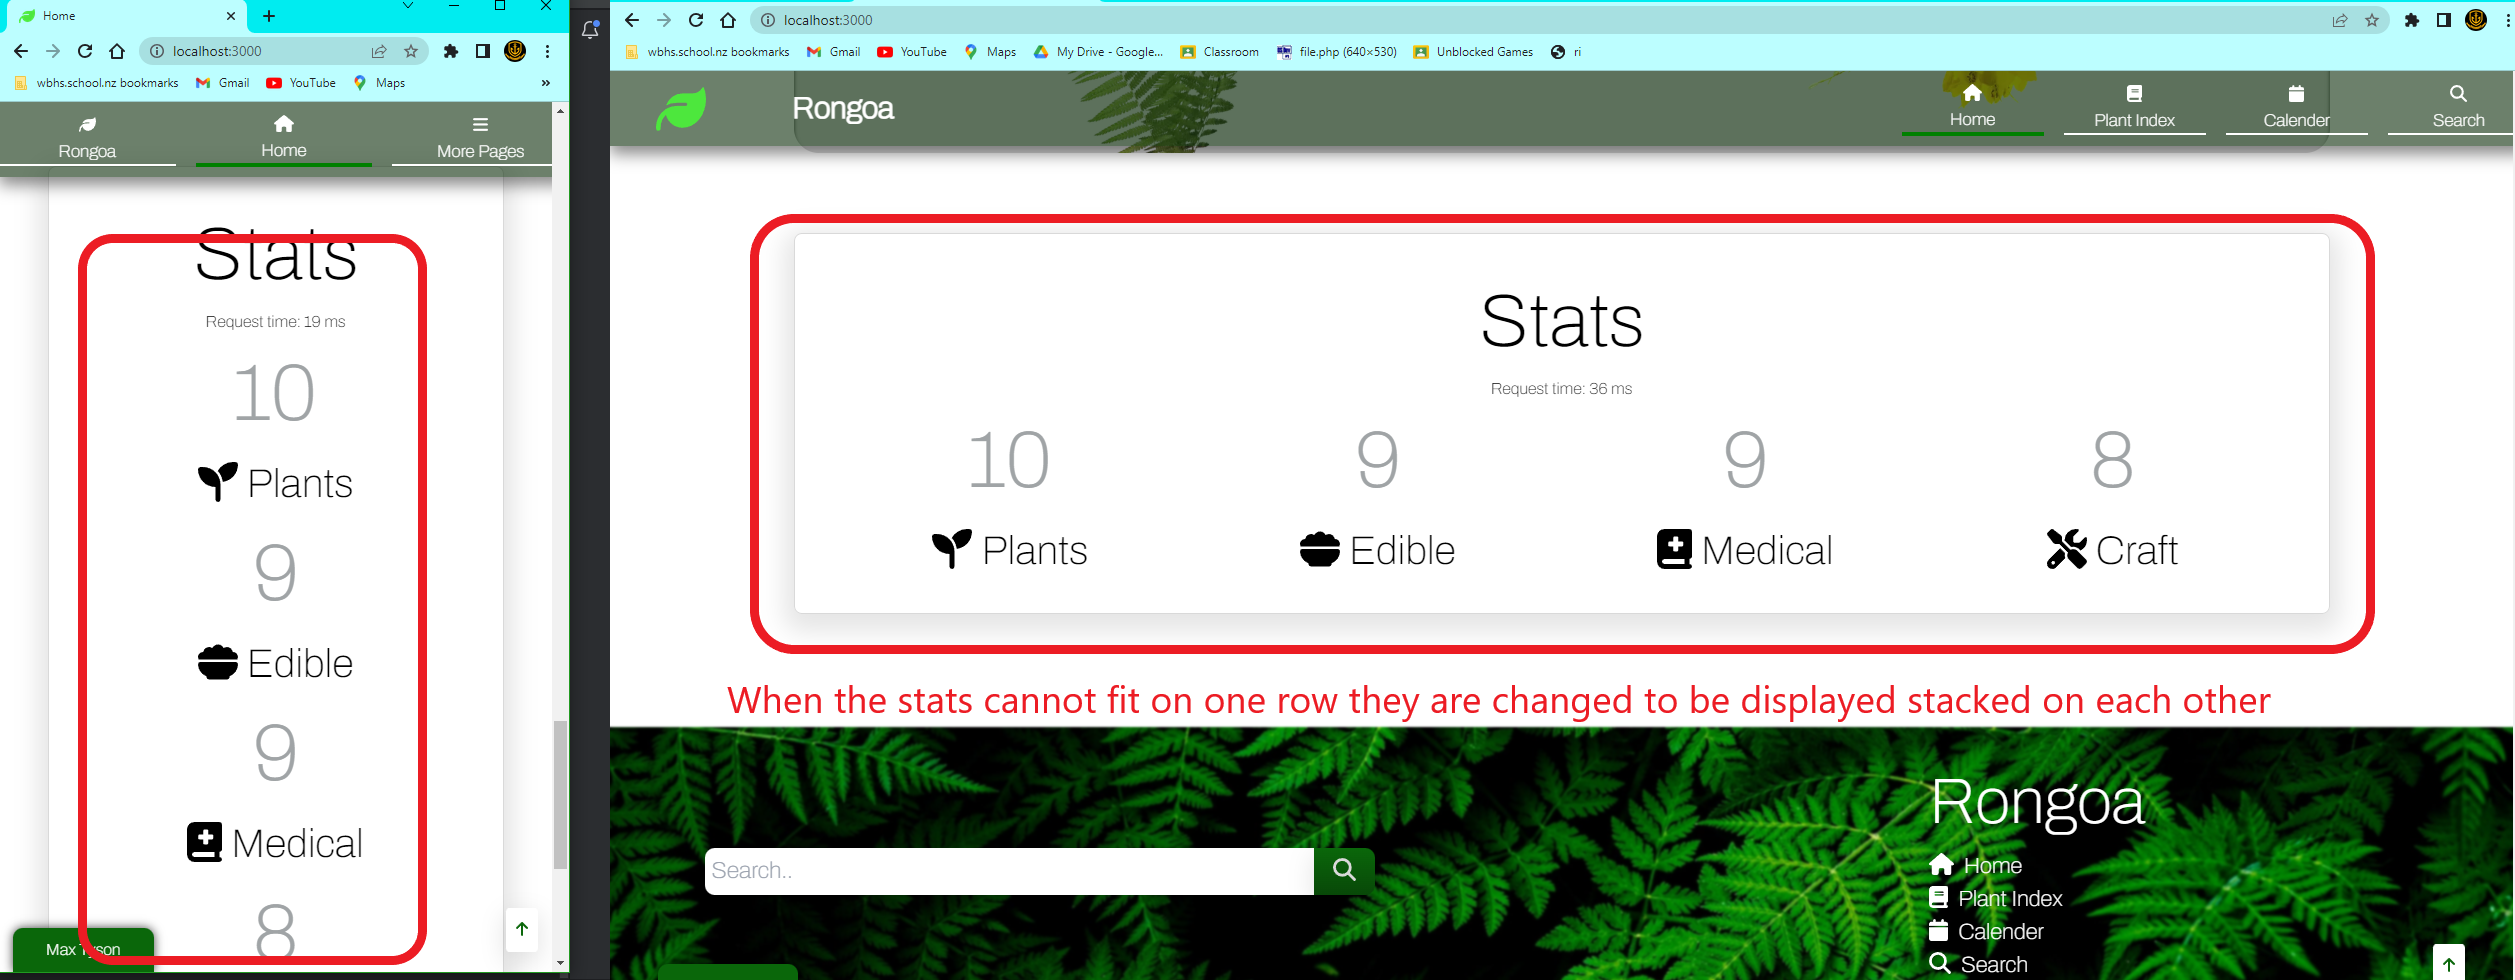 Home
localhost:3000
wbhs.school.nz bookmarks Gmail YouTube Maps »
Rongoa Home More Pages
Stats
Request time: 19 ms
10
Plants
9
Edible
9
Medical
8
Max Tyson
localhost:3000
wbhs.school.nz bookmarks Gmail YouTube Maps My Drive - Google... Classroom file.php (640×530) Unblocked Games ri
Rongoa Home Plant Index Calender Search
Stats
Request time: 36 ms
10 9 9 8
Plants Edible Medical Craft
When the stats cannot fit on one row they are changed to be displayed stacked on each other
Rongoa
Search..
Home
Plant Index
Calender
Search